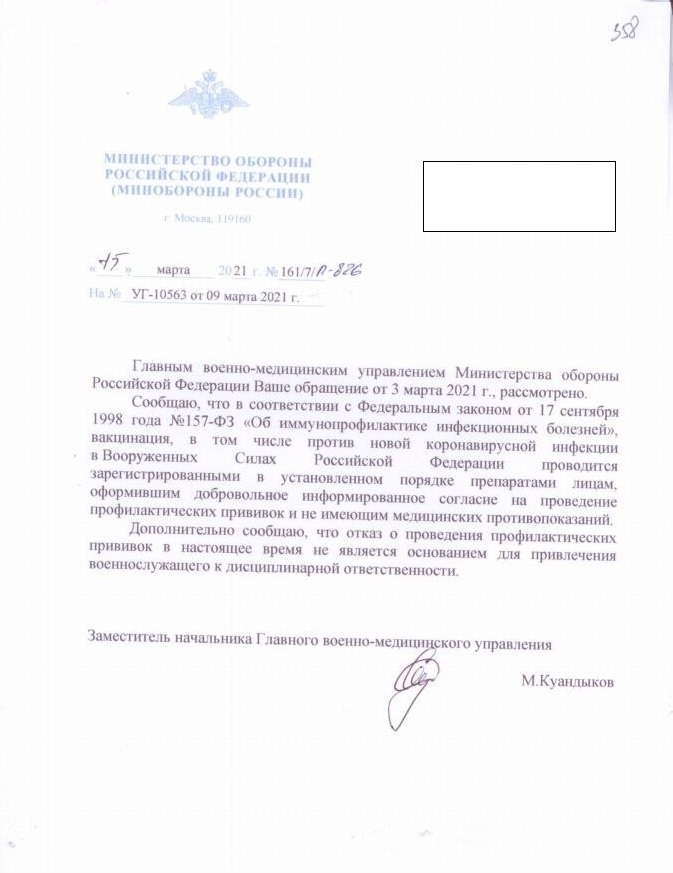 358
МИНИСТЕРСТВО ОБОРОНЫ
РОССИЙСКОЙ ФЕДЕРАЦИИ
(МИНОБОРОНЫ РОССИИ)
г. Москва, 119160
«15» марта 2021 г. № 161/7/П-826
На № УГ-10563 от 09 марта 2021 г.
Главным военно-медицинским управлением Министерства обороны
Российской Федерации Ваше обращение от 3 марта 2021 г., рассмотрено.
Сообщаю, что в соответствии с Федеральным законом от 17 сентября
1998 года №157-ФЗ «Об иммунопрофилактике инфекционных болезней»,
вакцинация, в том числе против новой коронавирусной инфекции
в Вооруженных Силах Российской Федерации проводится
зарегистрированными в установленном порядке препаратами лицам,
оформившим добровольное информированное согласие на проведение
профилактических прививок и не имеющим медицинских противопоказаний.
Дополнительно сообщаю, что отказ о проведения профилактических
прививок в настоящее время не является основанием для привлечения
военнослужащего к дисциплинарной ответственности.
Заместитель начальника Главного военно-медицинского управления
М.Куандыков